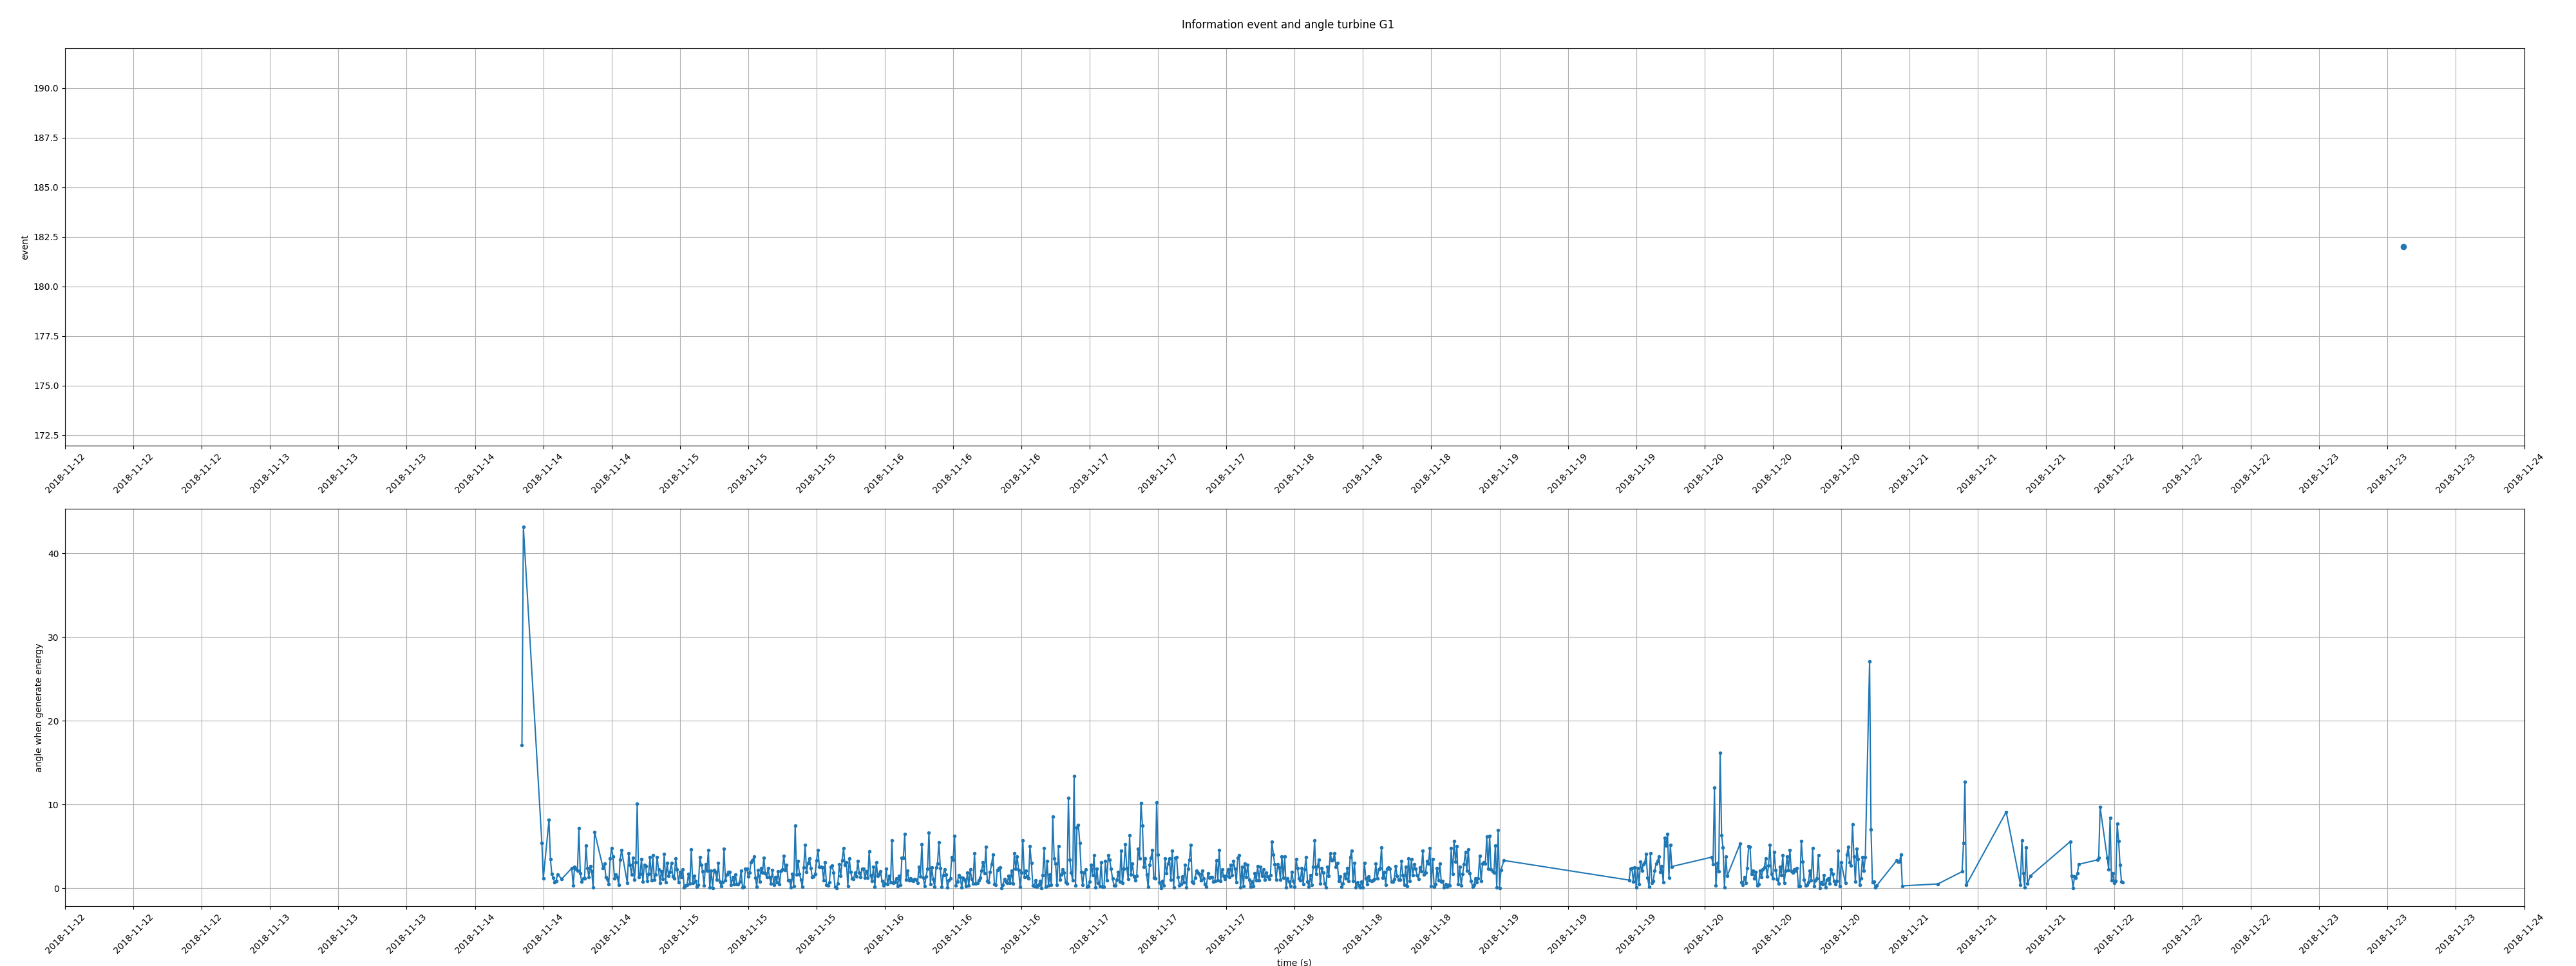 Information event and angle turbine G1
190.0
187.5
185.0
182.5
180.0
177.5
175.0
172.5
event
2018-11-12 2018-11-12 2018-11-12 2018-11-13 2018-11-13 2018-11-13 2018-11-14 2018-11-14 2018-11-14 2018-11-15 2018-11-15 2018-11-15 2018-11-16 2018-11-16 2018-11-16 2018-11-17 2018-11-17 2018-11-17 2018-11-18 2018-11-18 2018-11-18 2018-11-19 2018-11-19 2018-11-19 2018-11-20 2018-11-20 2018-11-20 2018-11-21 2018-11-21 2018-11-21 2018-11-22 2018-11-22 2018-11-22 2018-11-23 2018-11-23 2018-11-23 2018-11-24
40
30
20
10
0
angle when generate energy
2018-11-12 2018-11-12 2018-11-12 2018-11-13 2018-11-13 2018-11-13 2018-11-14 2018-11-14 2018-11-14 2018-11-15 2018-11-15 2018-11-15 2018-11-16 2018-11-16 2018-11-16 2018-11-17 2018-11-17 2018-11-17 2018-11-18 2018-11-18 2018-11-18 2018-11-19 2018-11-19 2018-11-19 2018-11-20 2018-11-20 2018-11-20 2018-11-21 2018-11-21 2018-11-21 2018-11-22 2018-11-22 2018-11-22 2018-11-23 2018-11-23 2018-11-23 2018-11-24
time (s)